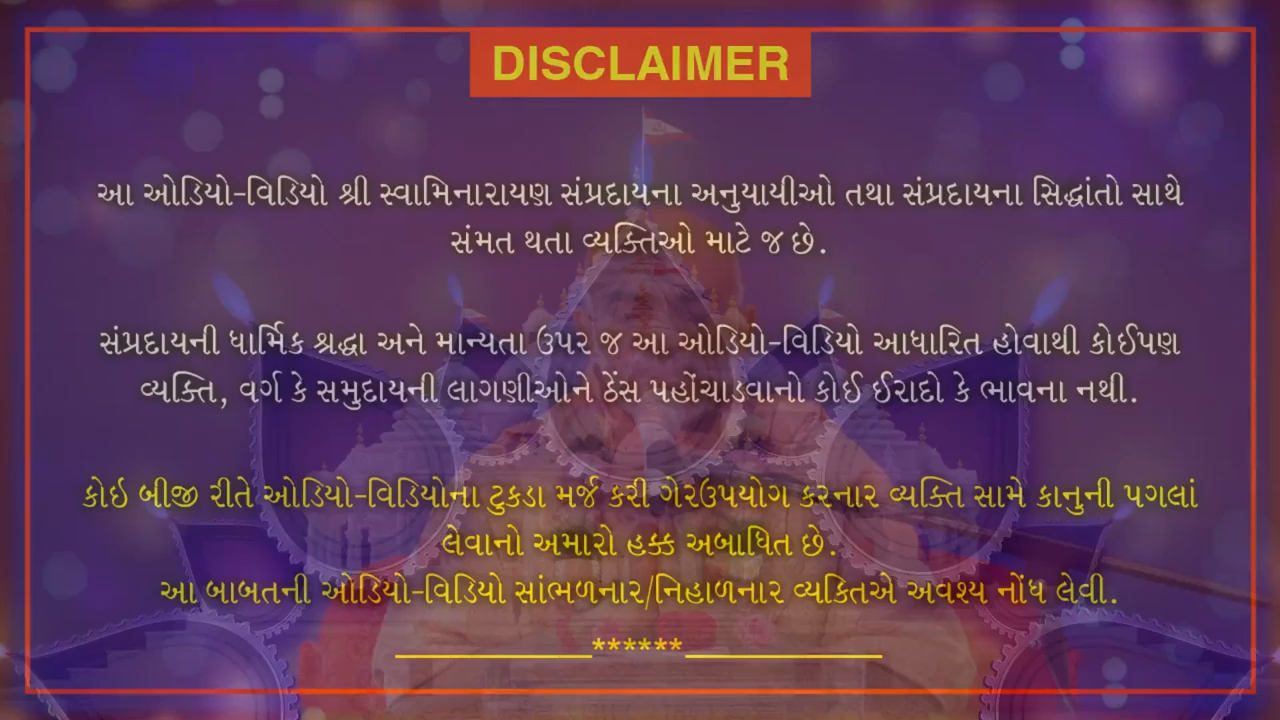 DISCLAIMER
આ ઓડિયો-વિડિયો શ્રી સ્વામિનારાયણ સંપ્રદાયના અનુયાયીઓ તથા સંપ્રદાયના સિદ્ધાંતો સાથે
સંમત થતા વ્યક્તિઓ માટે જ છે.
સંપ્રદાયની ધાર્મિક શ્રદ્ધા અને માન્યતા ઉપર જ આ ઓડિયો-વિડિયો આધારિત હોવાથી કોઈપણ
વ્યક્તિ, વર્ગ કે સમુદાયની લાગણીઓને ઠેંસ પહોંચાડવાનો કોઈ ઈરાદો કે ભાવના નથી.
કોઇ બીજી રીતે ઓડિયો-વિડિયોના ટુકડા મર્જ કરી ગેરઉપયોગ કરનાર વ્યક્તિ સામે કાનુની પગલાં
લેવાનો અમારો હક્ક અબાધિત છે.
આ બાબતની ઓડિયો-વિડિયો સાંભળનાર/નિહાળનાર વ્યકિતએ અવશ્ય નોંધ લેવી.
______________******______________